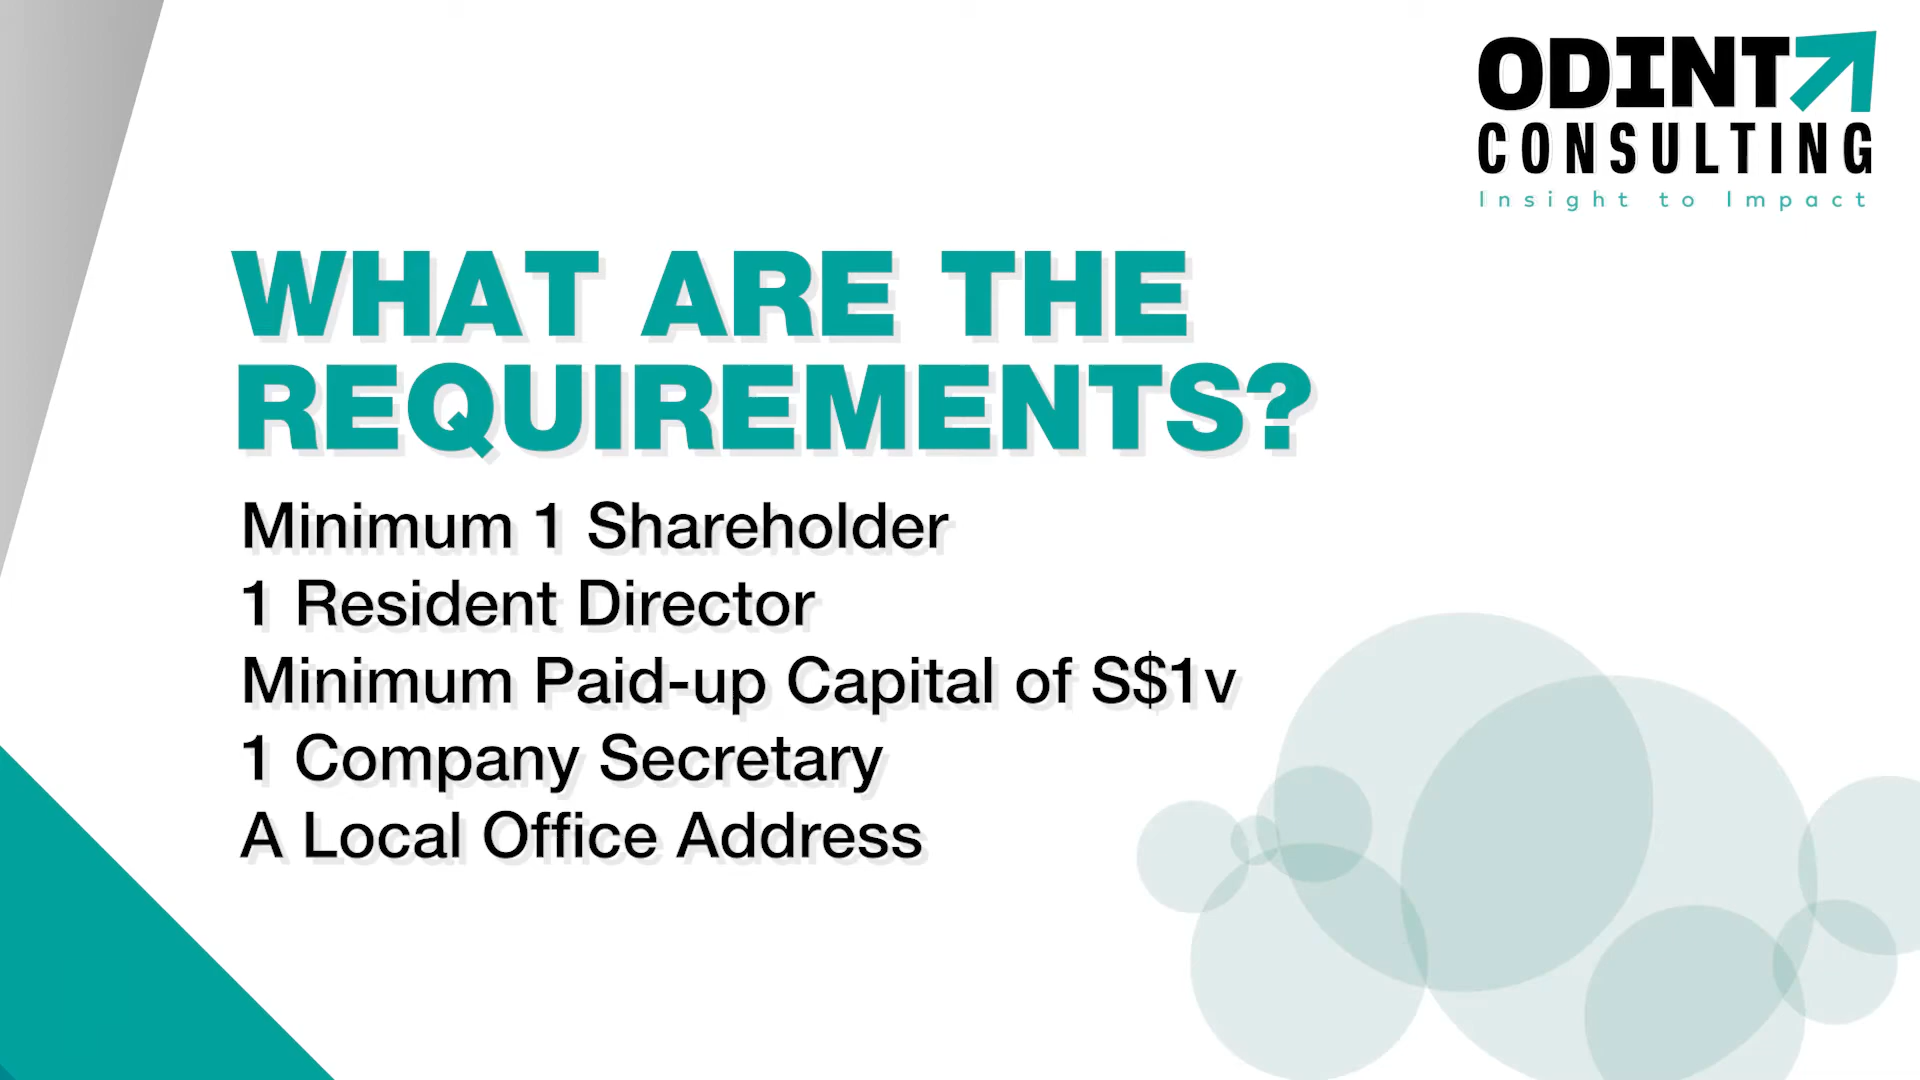 ODINT
CONSULTING
Insight to Impact
WHAT ARE THE
REQUIREMENTS?
Minimum 1 Shareholder
1 Resident Director
Minimum Paid-up Capital of S$1v
1 Company Secretary
A Local Office Address